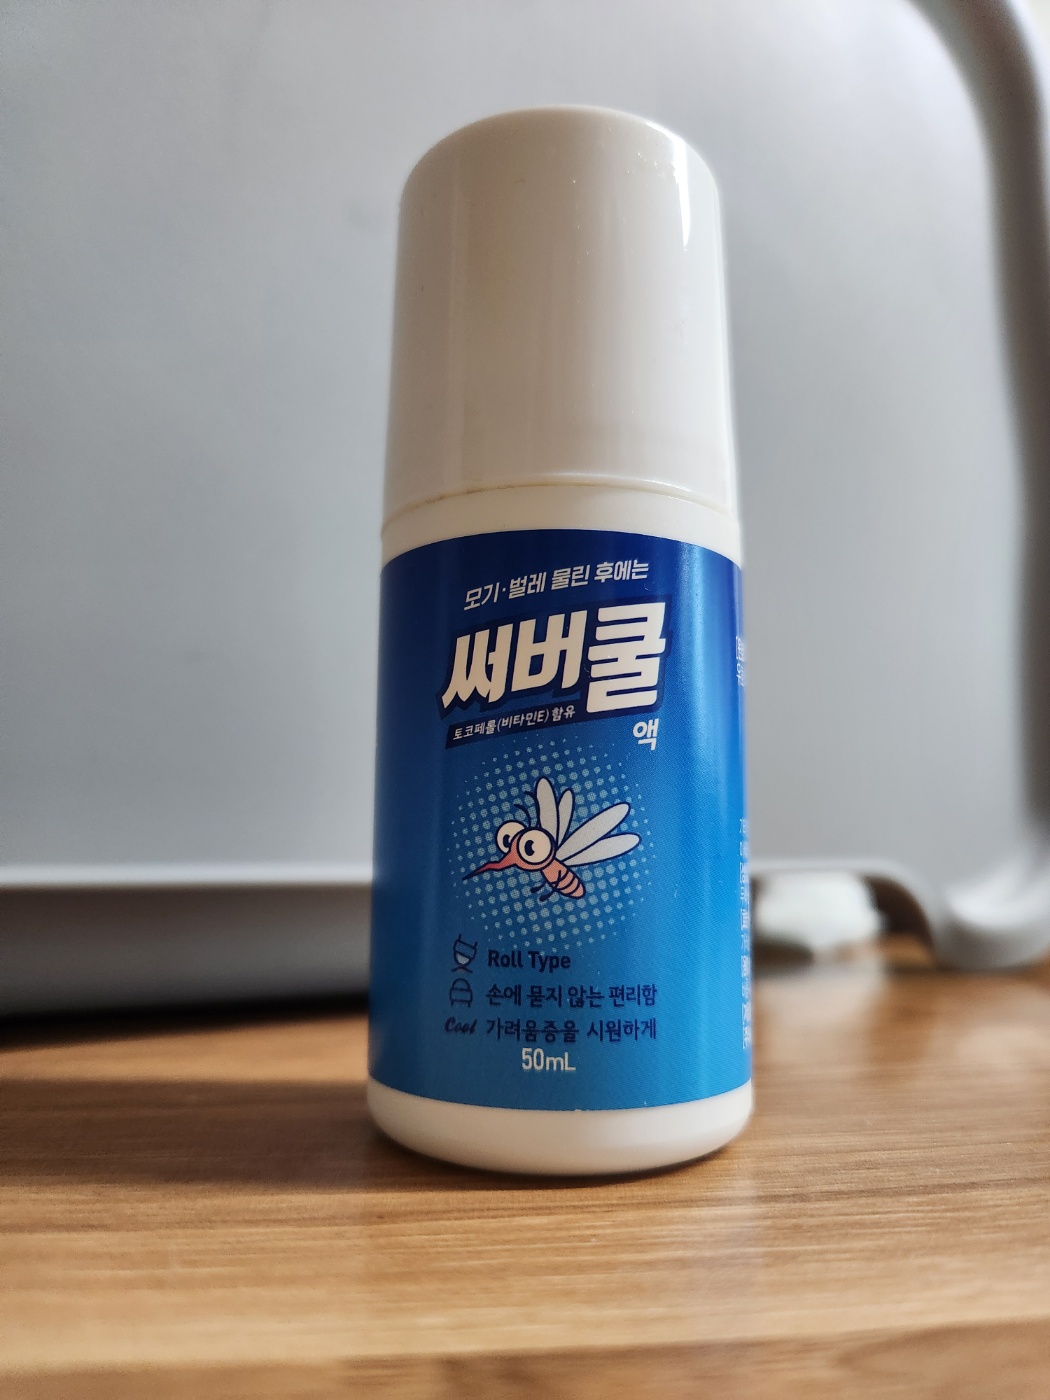 모기·벌레 물린 후에는
써버쿨
토코페롤(비타민E)함유
액
Roll Type
손에 묻지 않는 편리함
Cool 가려움증을 시원하게
50mL